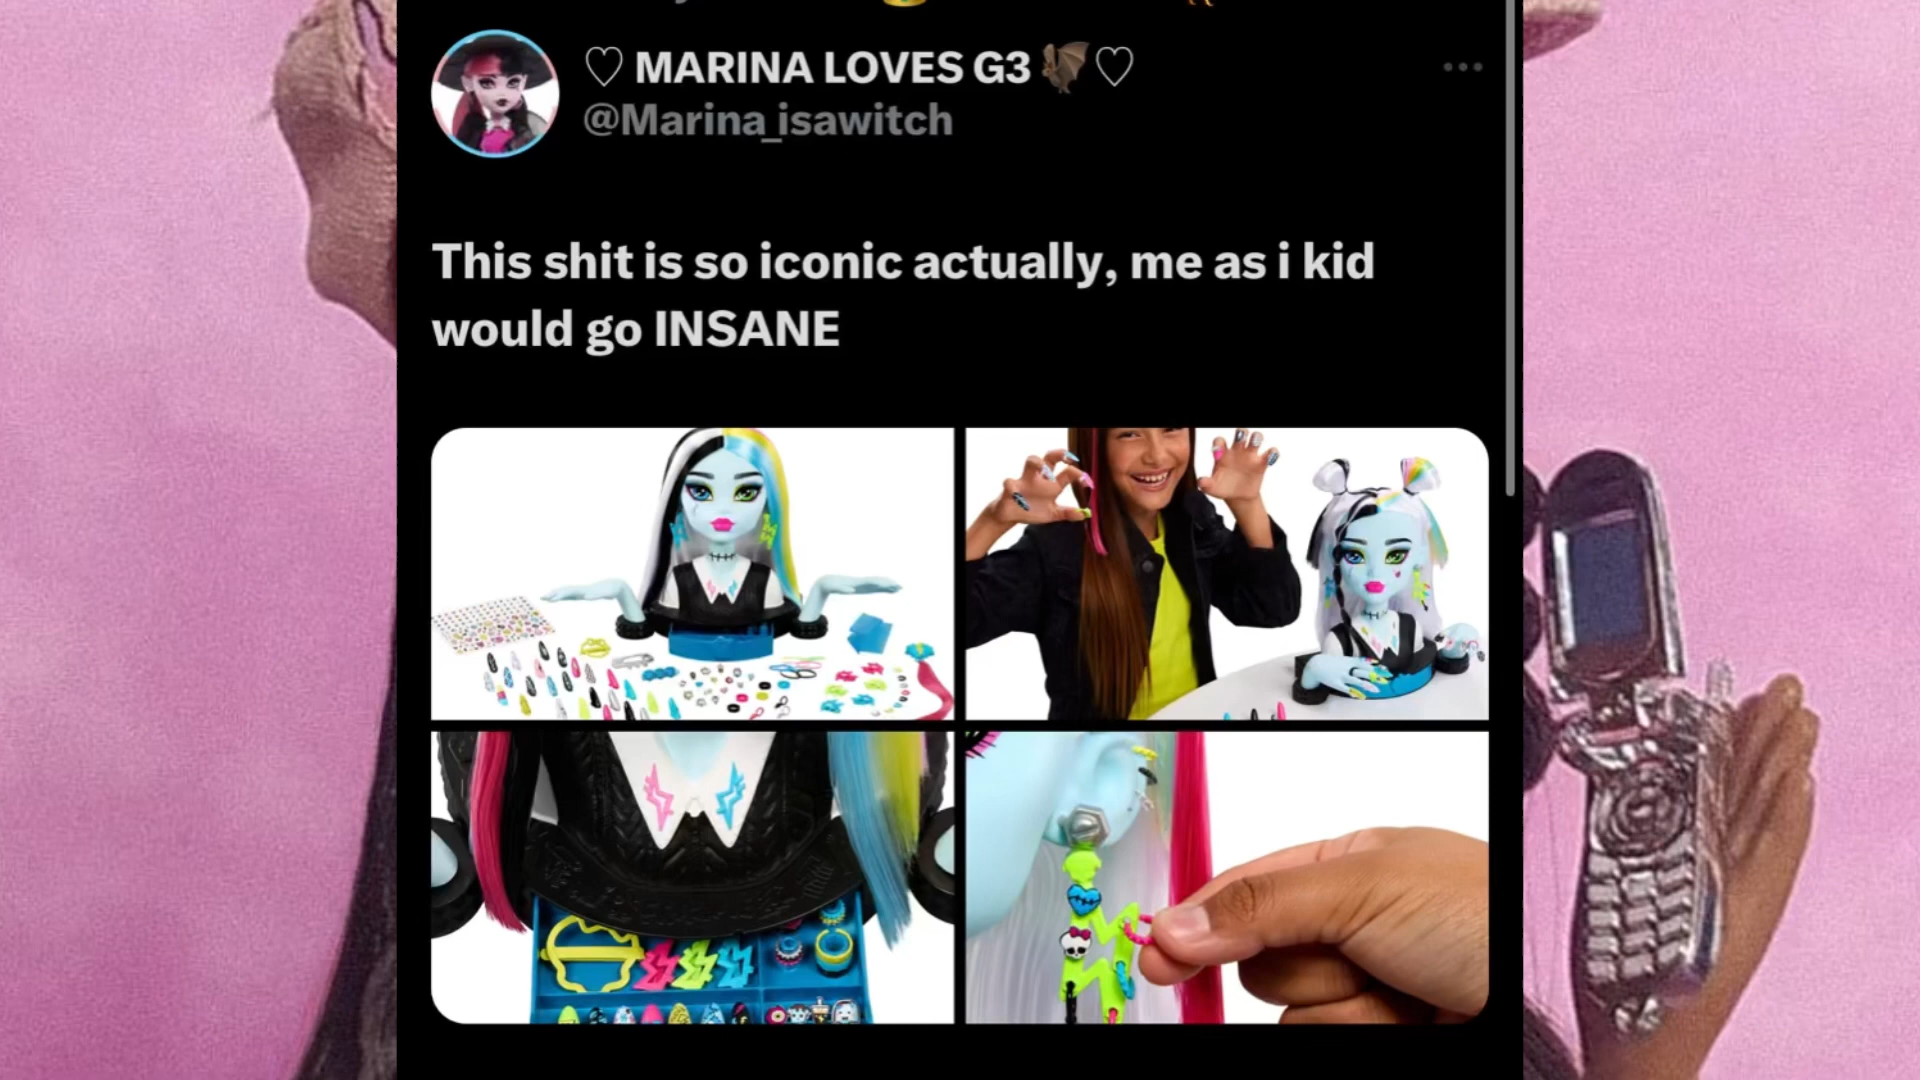 ♡ MARINA LOVES G3 🦇♡
@Marina_isawitch
This shit is so iconic actually, me as i kid
would go INSANE